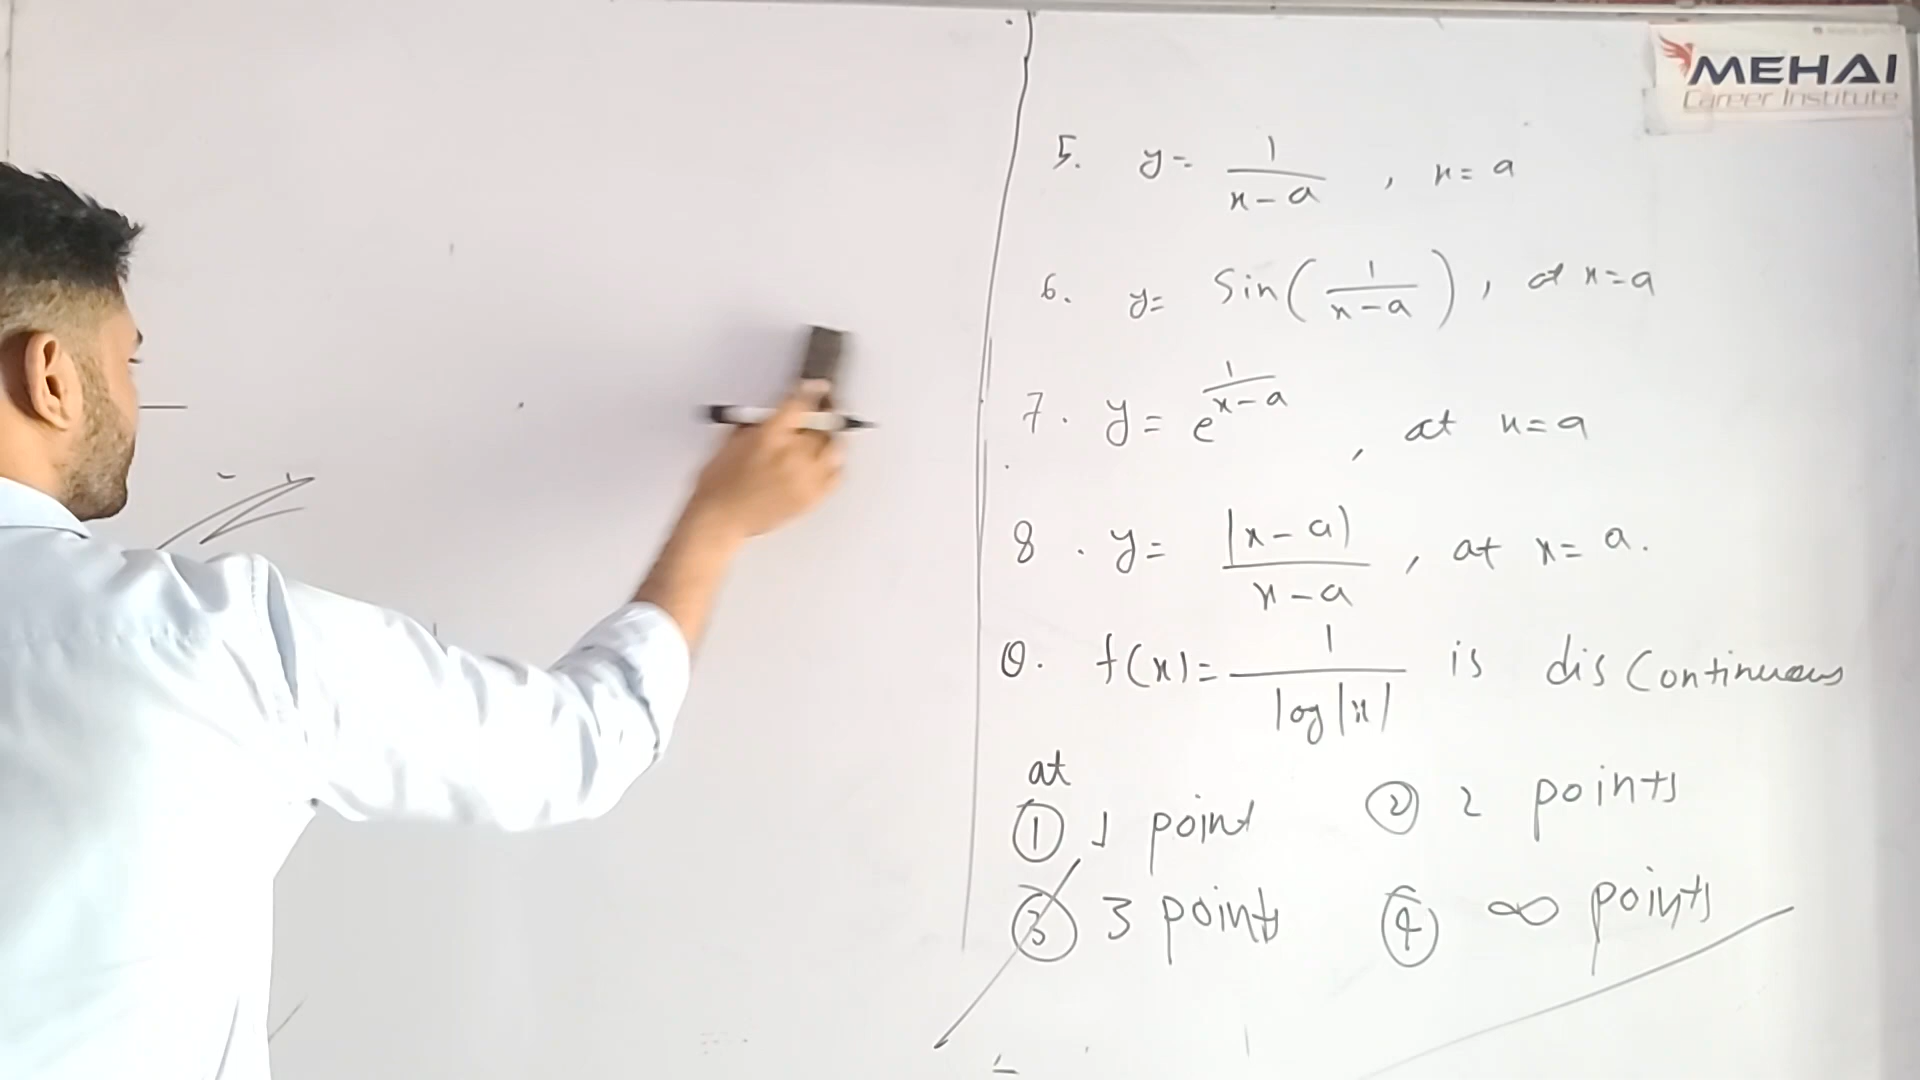 MEHAI
Career Institute
5. y = 1/(x-a) , x = a
6. y = Sin(1/(x-a)) , at x = a
7. y = e^(1/(x-a)) , at x = a
8. y = |x-a|/(x-a) , at x = a.
Q. f(x) = 1/log|x| is discontinuous
at
① 1 point ② 2 points
③ 3 points ④ ∞ points